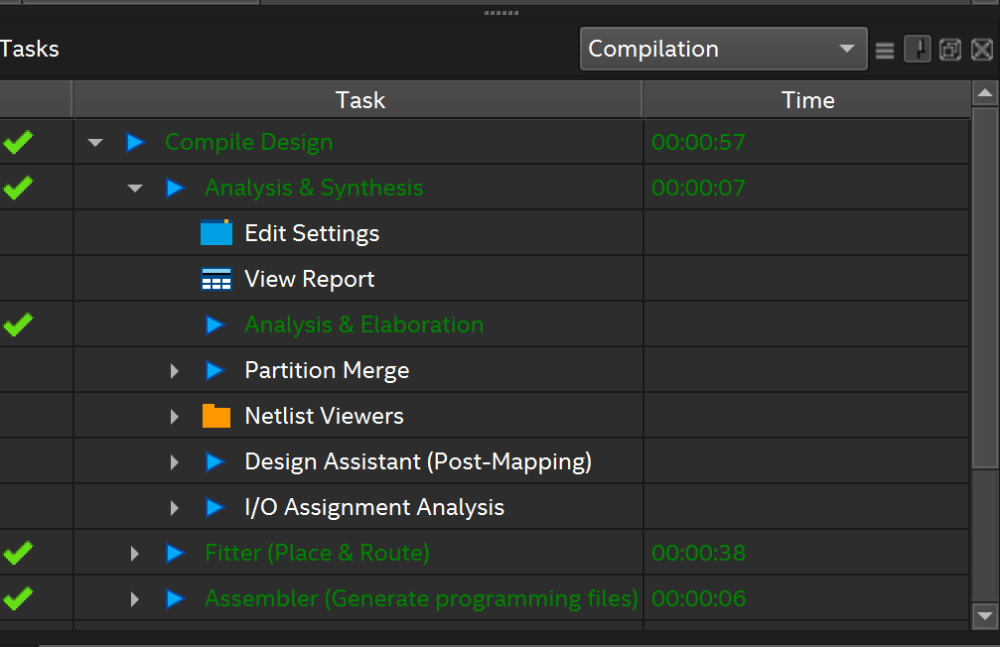 Tasks Compilation
Task Time
Compile Design 00:00:57
Analysis & Synthesis 00:00:07
Edit Settings
View Report
Analysis & Elaboration
Partition Merge
Netlist Viewers
Design Assistant (Post-Mapping)
I/O Assignment Analysis
Fitter (Place & Route) 00:00:38
Assembler (Generate programming files) 00:00:06